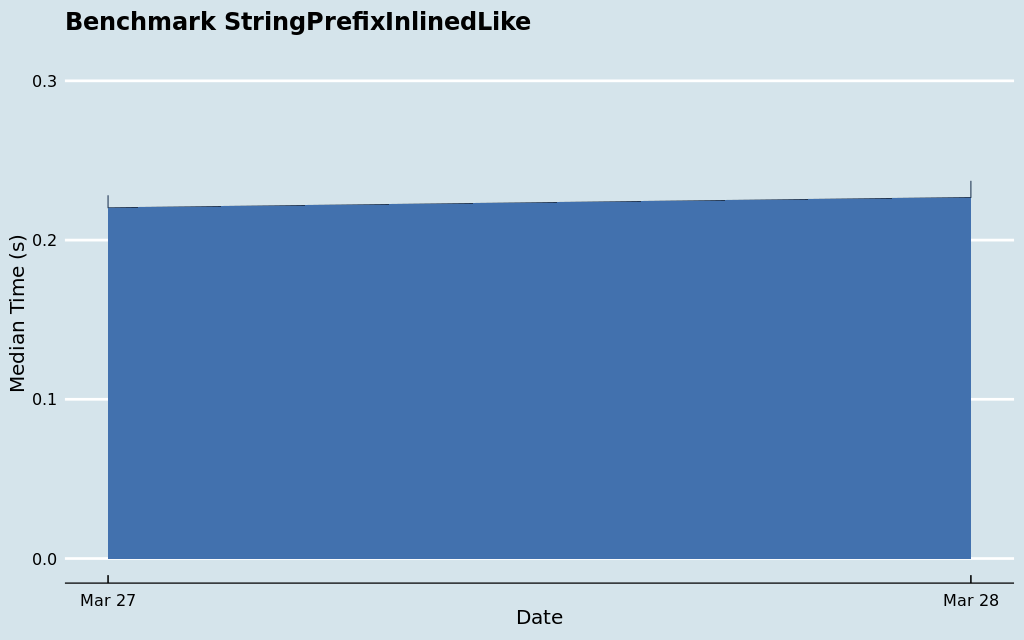 Benchmark StringPrefixInlinedLike
0.3
0.2
0.1
0.0
Median Time (s)
Mar 27
Mar 28
Date